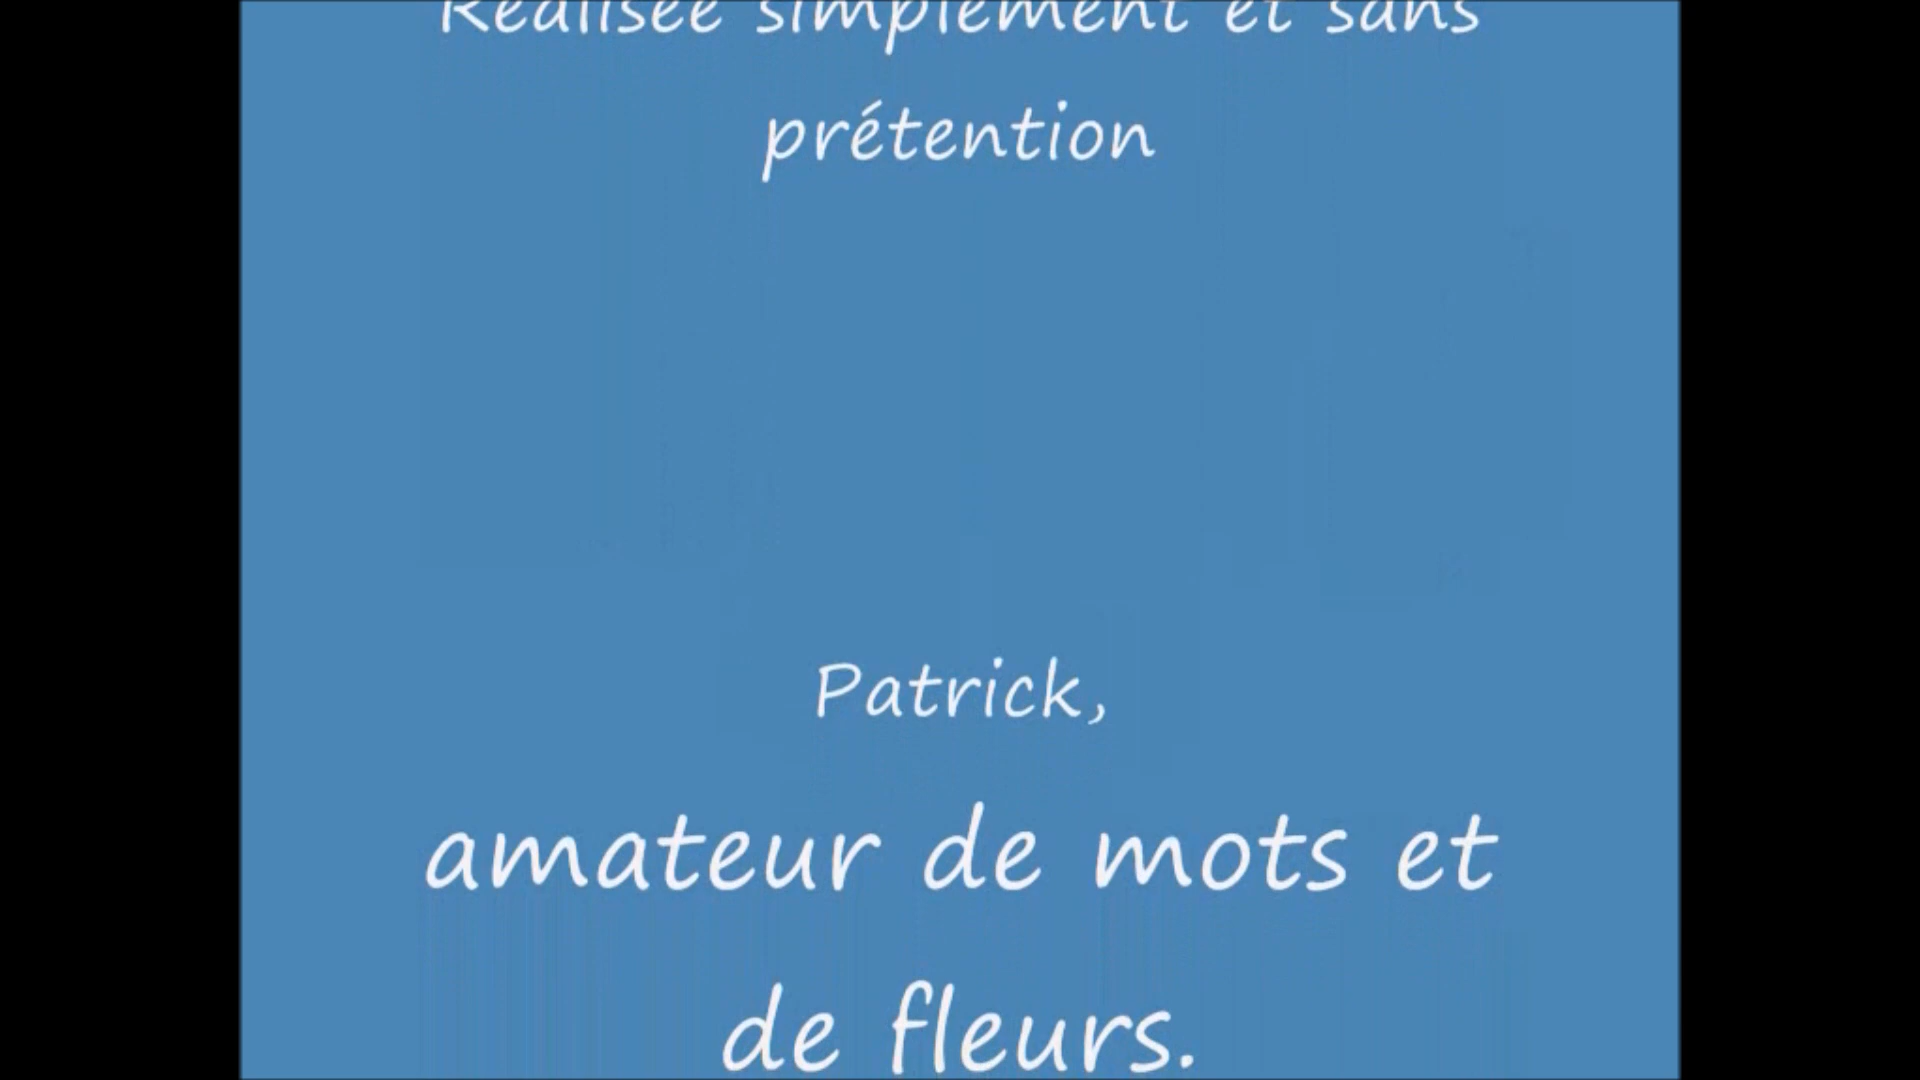 Réalisée simplement et sans
prétention
Patrick,
amateur de mots et
de fleurs.